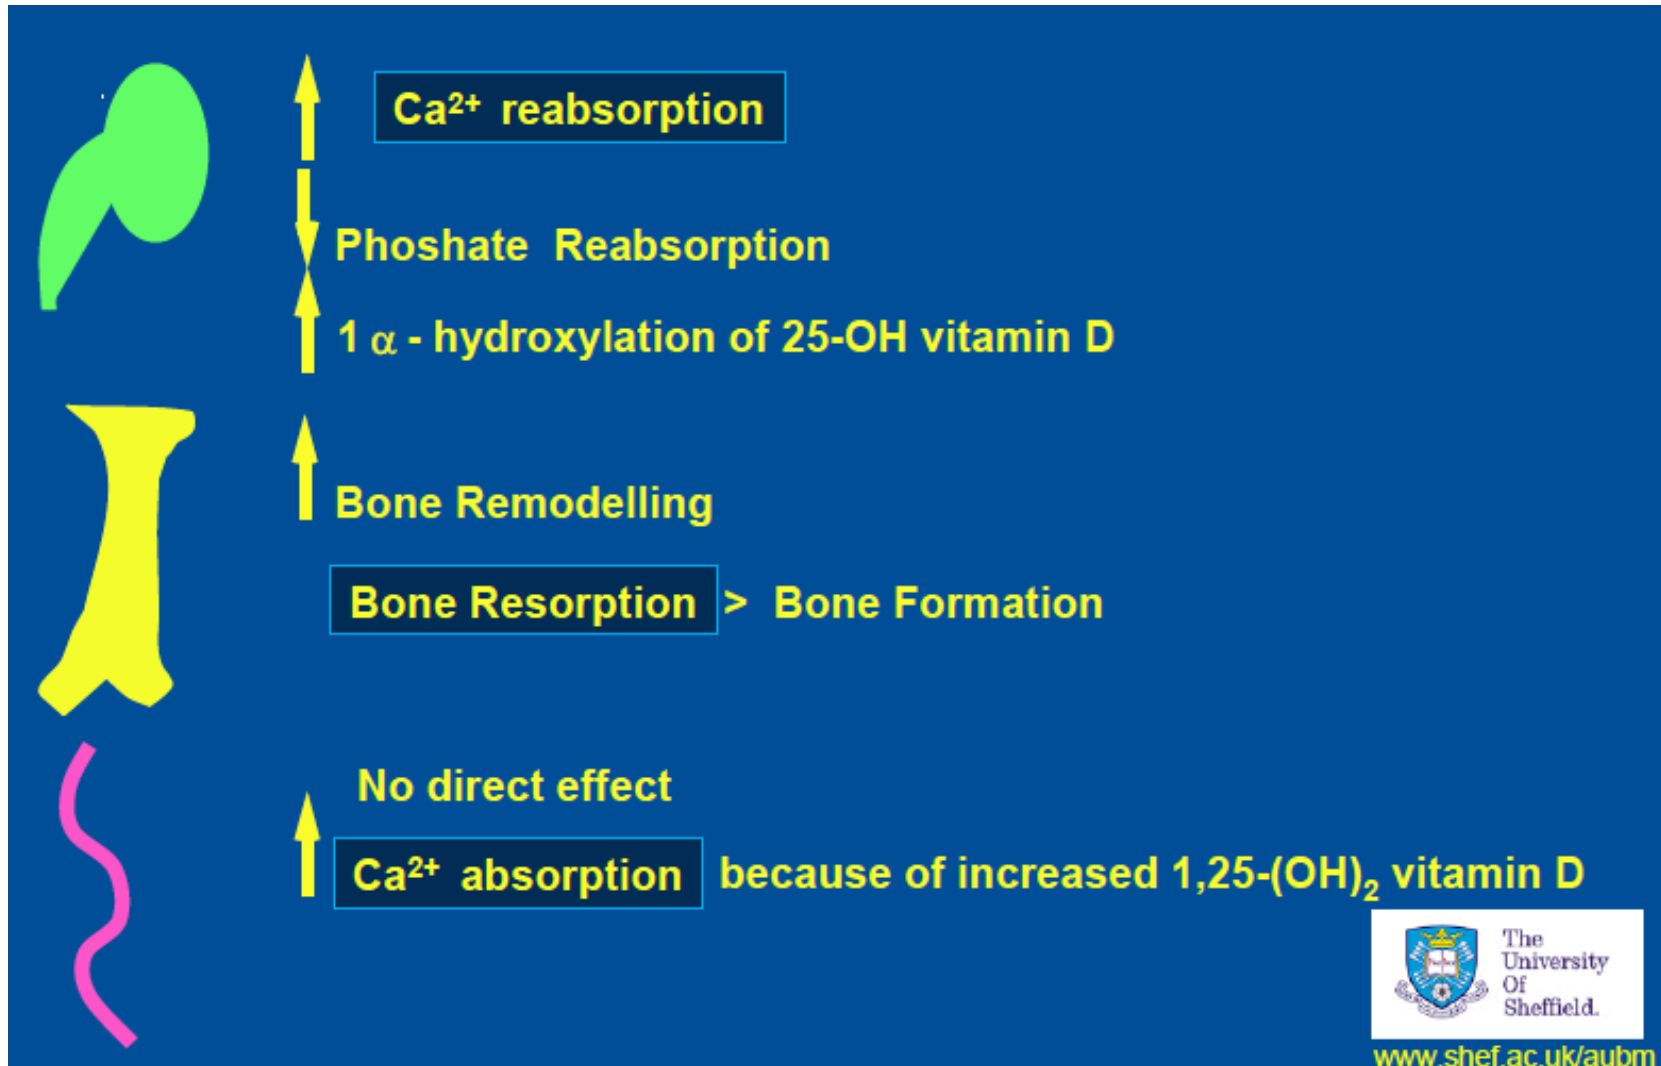 Ca²⁺ reabsorption
Phoshate Reabsorption
1 α - hydroxylation of 25-OH vitamin D
Bone Remodelling
Bone Resorption > Bone Formation
No direct effect
Ca²⁺ absorption because of increased 1,25-(OH)₂ vitamin D
The
University
Of
Sheffield.
www.shef.ac.uk/aubm